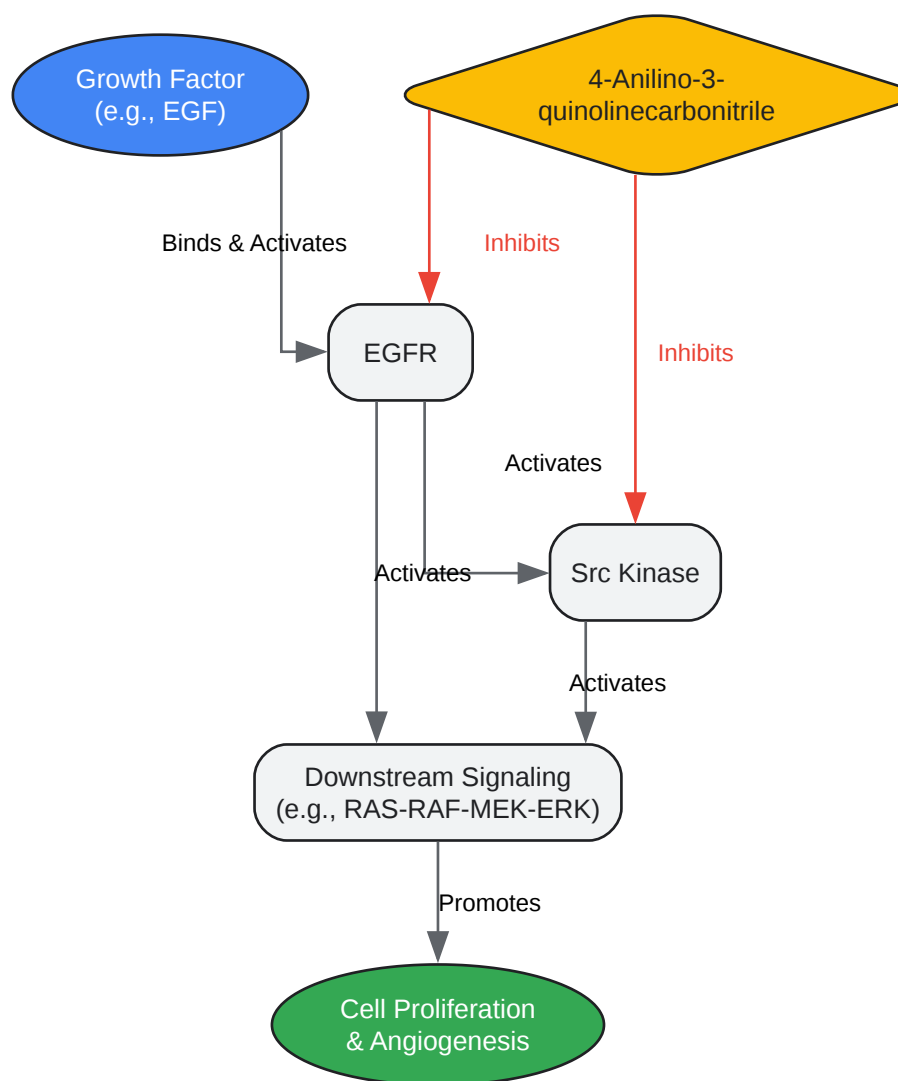 Growth Factor
(e.g., EGF)
4-Anilino-3-
quinolinecarbonitrile
Binds & Activates
Inhibits
EGFR
Inhibits
Activates
Activates
Src Kinase
Activates
Downstream Signaling
(e.g., RAS-RAF-MEK-ERK)
Promotes
Cell Proliferation
& Angiogenesis